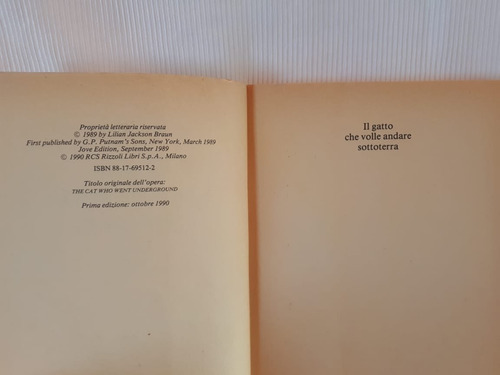 Proprietà letteraria riservata
© 1989 by Lilian Jackson Braun
First published by G.P. Putnam's Sons, New York, March 1989
Jove Edition, September 1989
© 1990 RCS Rizzoli Libri S.p.A., Milano
ISBN 88-17-69512-2
Titolo originale dell'opera:
THE CAT WHO WENT UNDERGROUND
Prima edizione: ottobre 1990
Il gatto
che volle andare
sottoterra